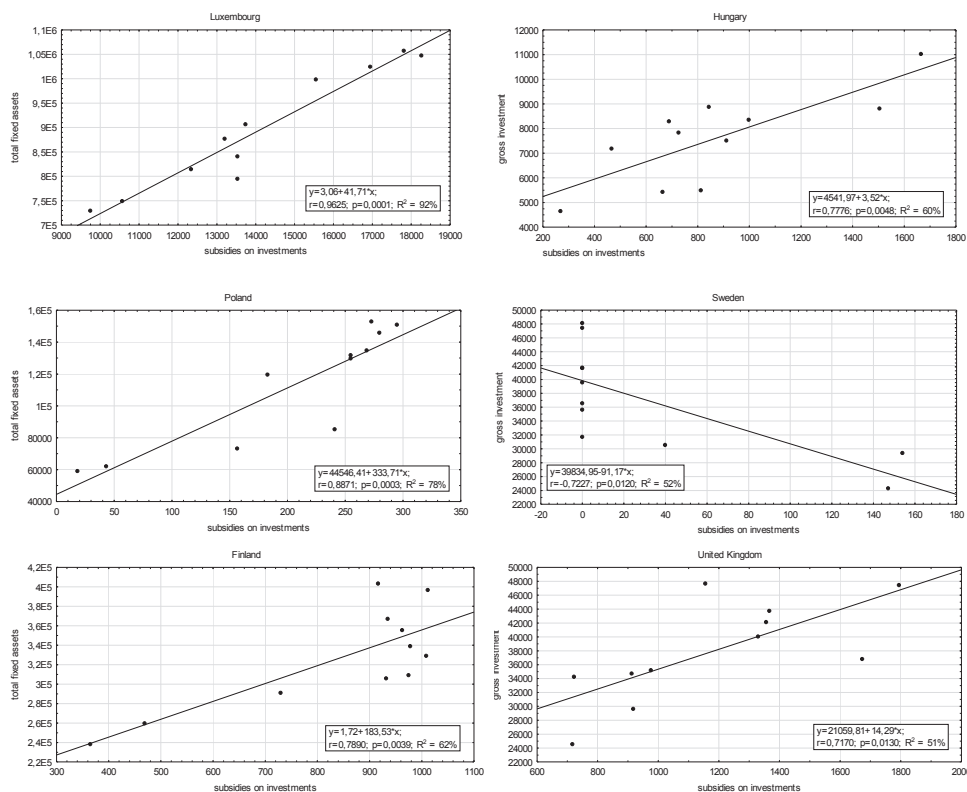 Luxembourg
total fixed assets
1,1E6
1,05E6
1E6
9,5E5
9E5
8,5E5
8E5
7,5E5
7E5
y=3,06+41,71*x;
r=0,9625; p=0,0001; R² = 92%
9000 10000 11000 12000 13000 14000 15000 16000 17000 18000 19000
subsidies on investments
Hungary
gross investment
12000
11000
10000
9000
8000
7000
6000
5000
4000
y=4541,97+3,52*x;
r=0,7776; p=0,0048; R² = 60%
200 400 600 800 1000 1200 1400 1600 1800
subsidies on investments
Poland
total fixed assets
1,6E5
1,4E5
1,2E5
1E5
80000
60000
40000
y=44546,41+333,71*x;
r=0,8871; p=0,0003; R² = 78%
0 50 100 150 200 250 300 350
subsidies on investments
Sweden
gross investment
50000
48000
46000
44000
42000
40000
38000
36000
34000
32000
30000
28000
26000
24000
22000
y=39834,95-91,17*x;
r=-0,7227; p=0,0120; R² = 52%
-20 0 20 40 60 80 100 120 140 160 180
subsidies on investments
Finland
total fixed assets
4,2E5
4E5
3,8E5
3,6E5
3,4E5
3,2E5
3E5
2,8E5
2,6E5
2,4E5
2,2E5
y=1,72+183,53*x;
r=0,7890; p=0,0039; R² = 62%
300 400 500 600 700 800 900 1000 1100
subsidies on investments
United Kingdom
gross investment
50000
48000
46000
44000
42000
40000
38000
36000
34000
32000
30000
28000
26000
24000
22000
y=21059,81+14,29*x;
r=0,7170; p=0,0130; R² = 51%
600 800 1000 1200 1400 1600 1800 2000
subsidies on investments